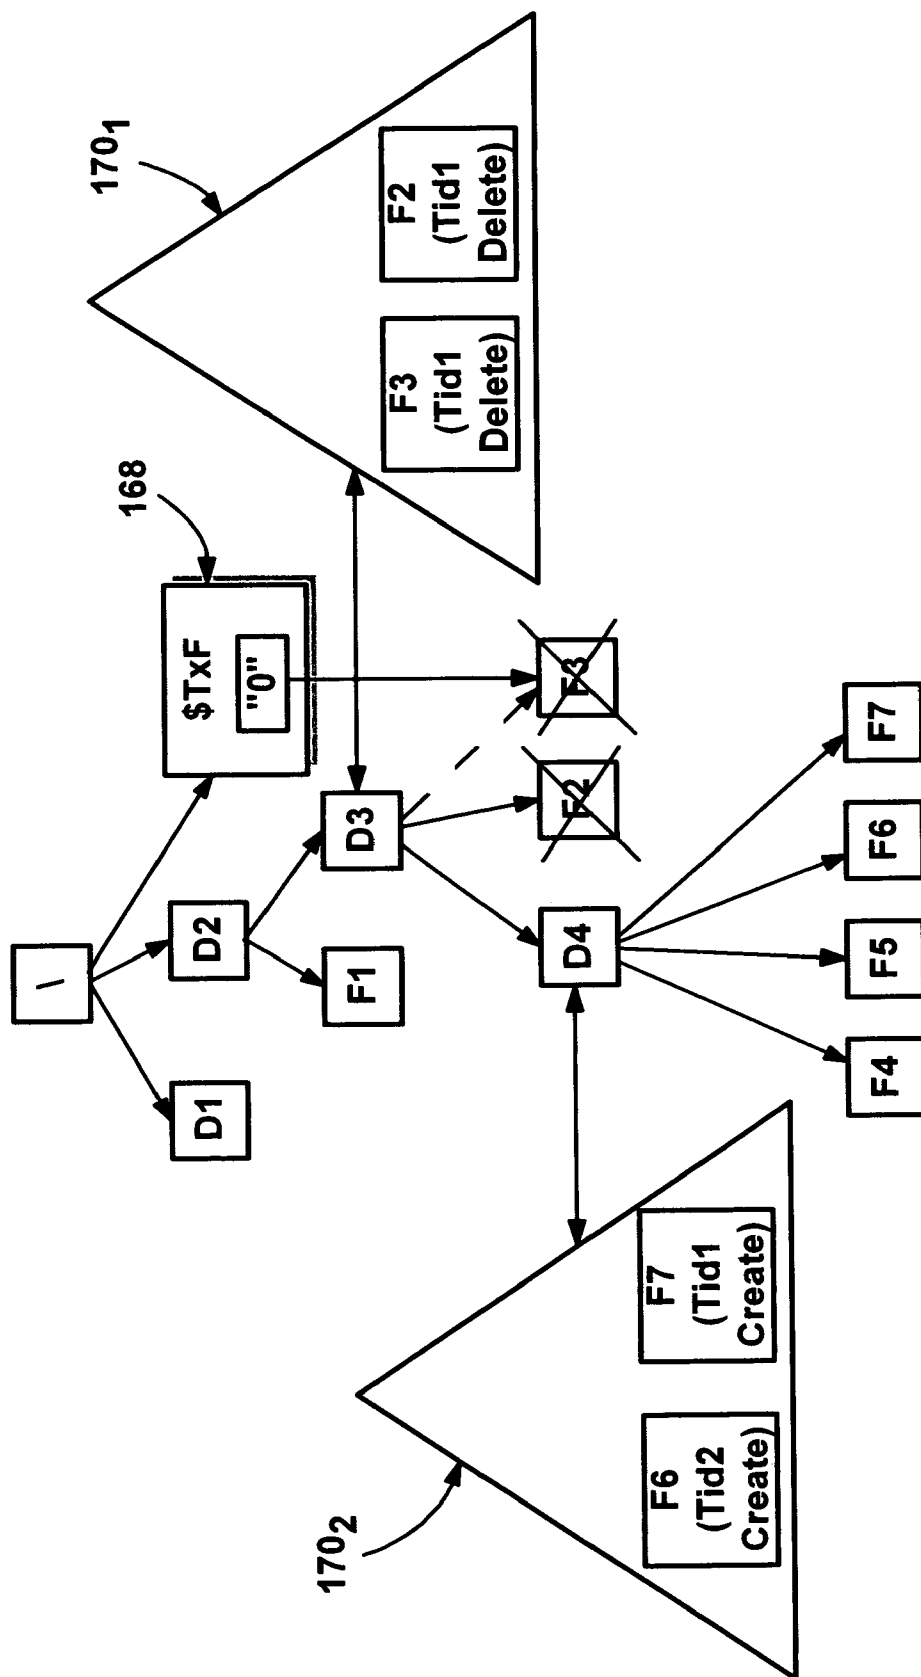 \
170₁
168
D1
D2
$TxF
"0"
170₂
F1
D3
F3
(Tid1
Delete)
F2
(Tid1
Delete)
D4
F2
F3
F6
(Tid2
Create)
F7
(Tid1
Create)
F4
F5
F6
F7